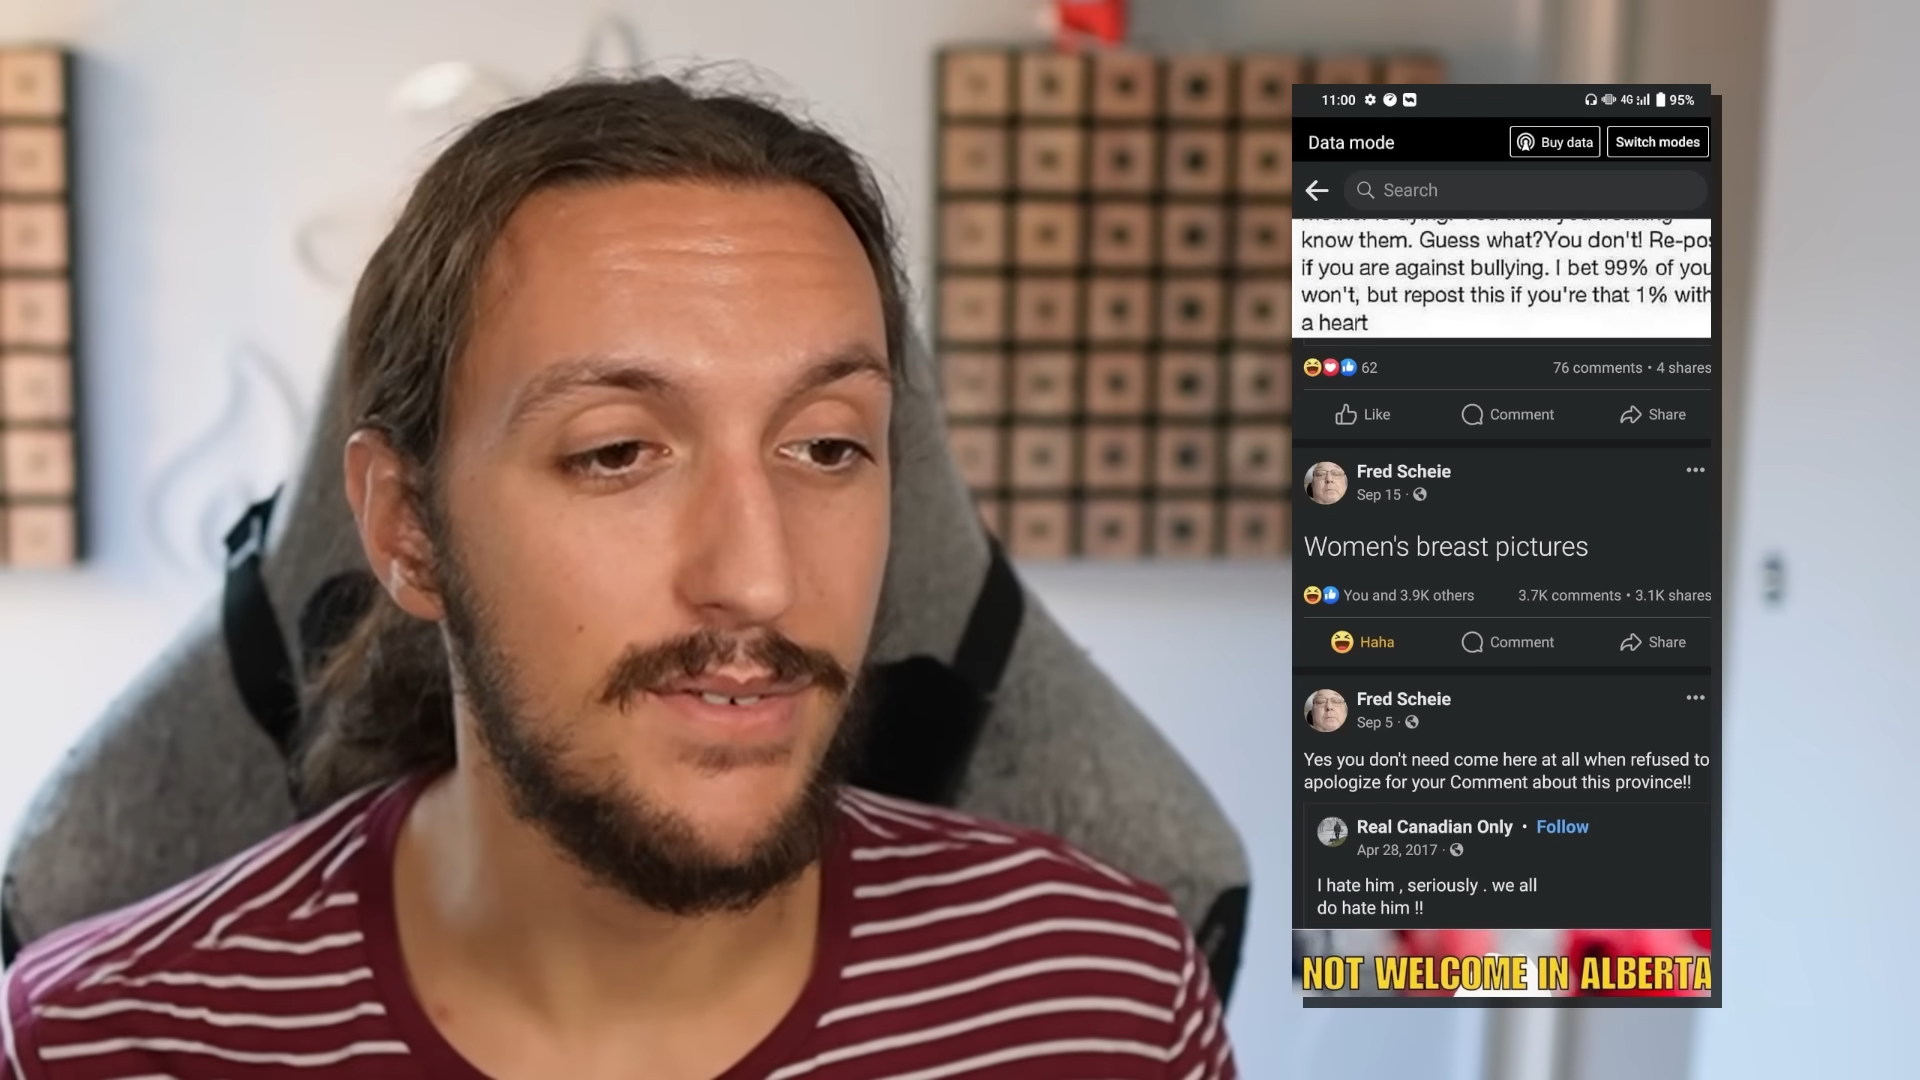 11:00 4G 95%
Data mode Buy data Switch modes
Search
know them. Guess what?You don't! Re-pos
if you are against bullying. I bet 99% of you
won't, but repost this if you're that 1% with
a heart
62 76 comments • 4 shares
Like Comment Share
Fred Scheie
Sep 15 ·
Women's breast pictures
You and 3.9K others 3.7K comments • 3.1K shares
Haha Comment Share
Fred Scheie
Sep 5 ·
Yes you don't need come here at all when refused to
apologize for your Comment about this province!!
Real Canadian Only · Follow
Apr 28, 2017 ·
I hate him , seriously . we all
do hate him !!
NOT WELCOME IN ALBERTA